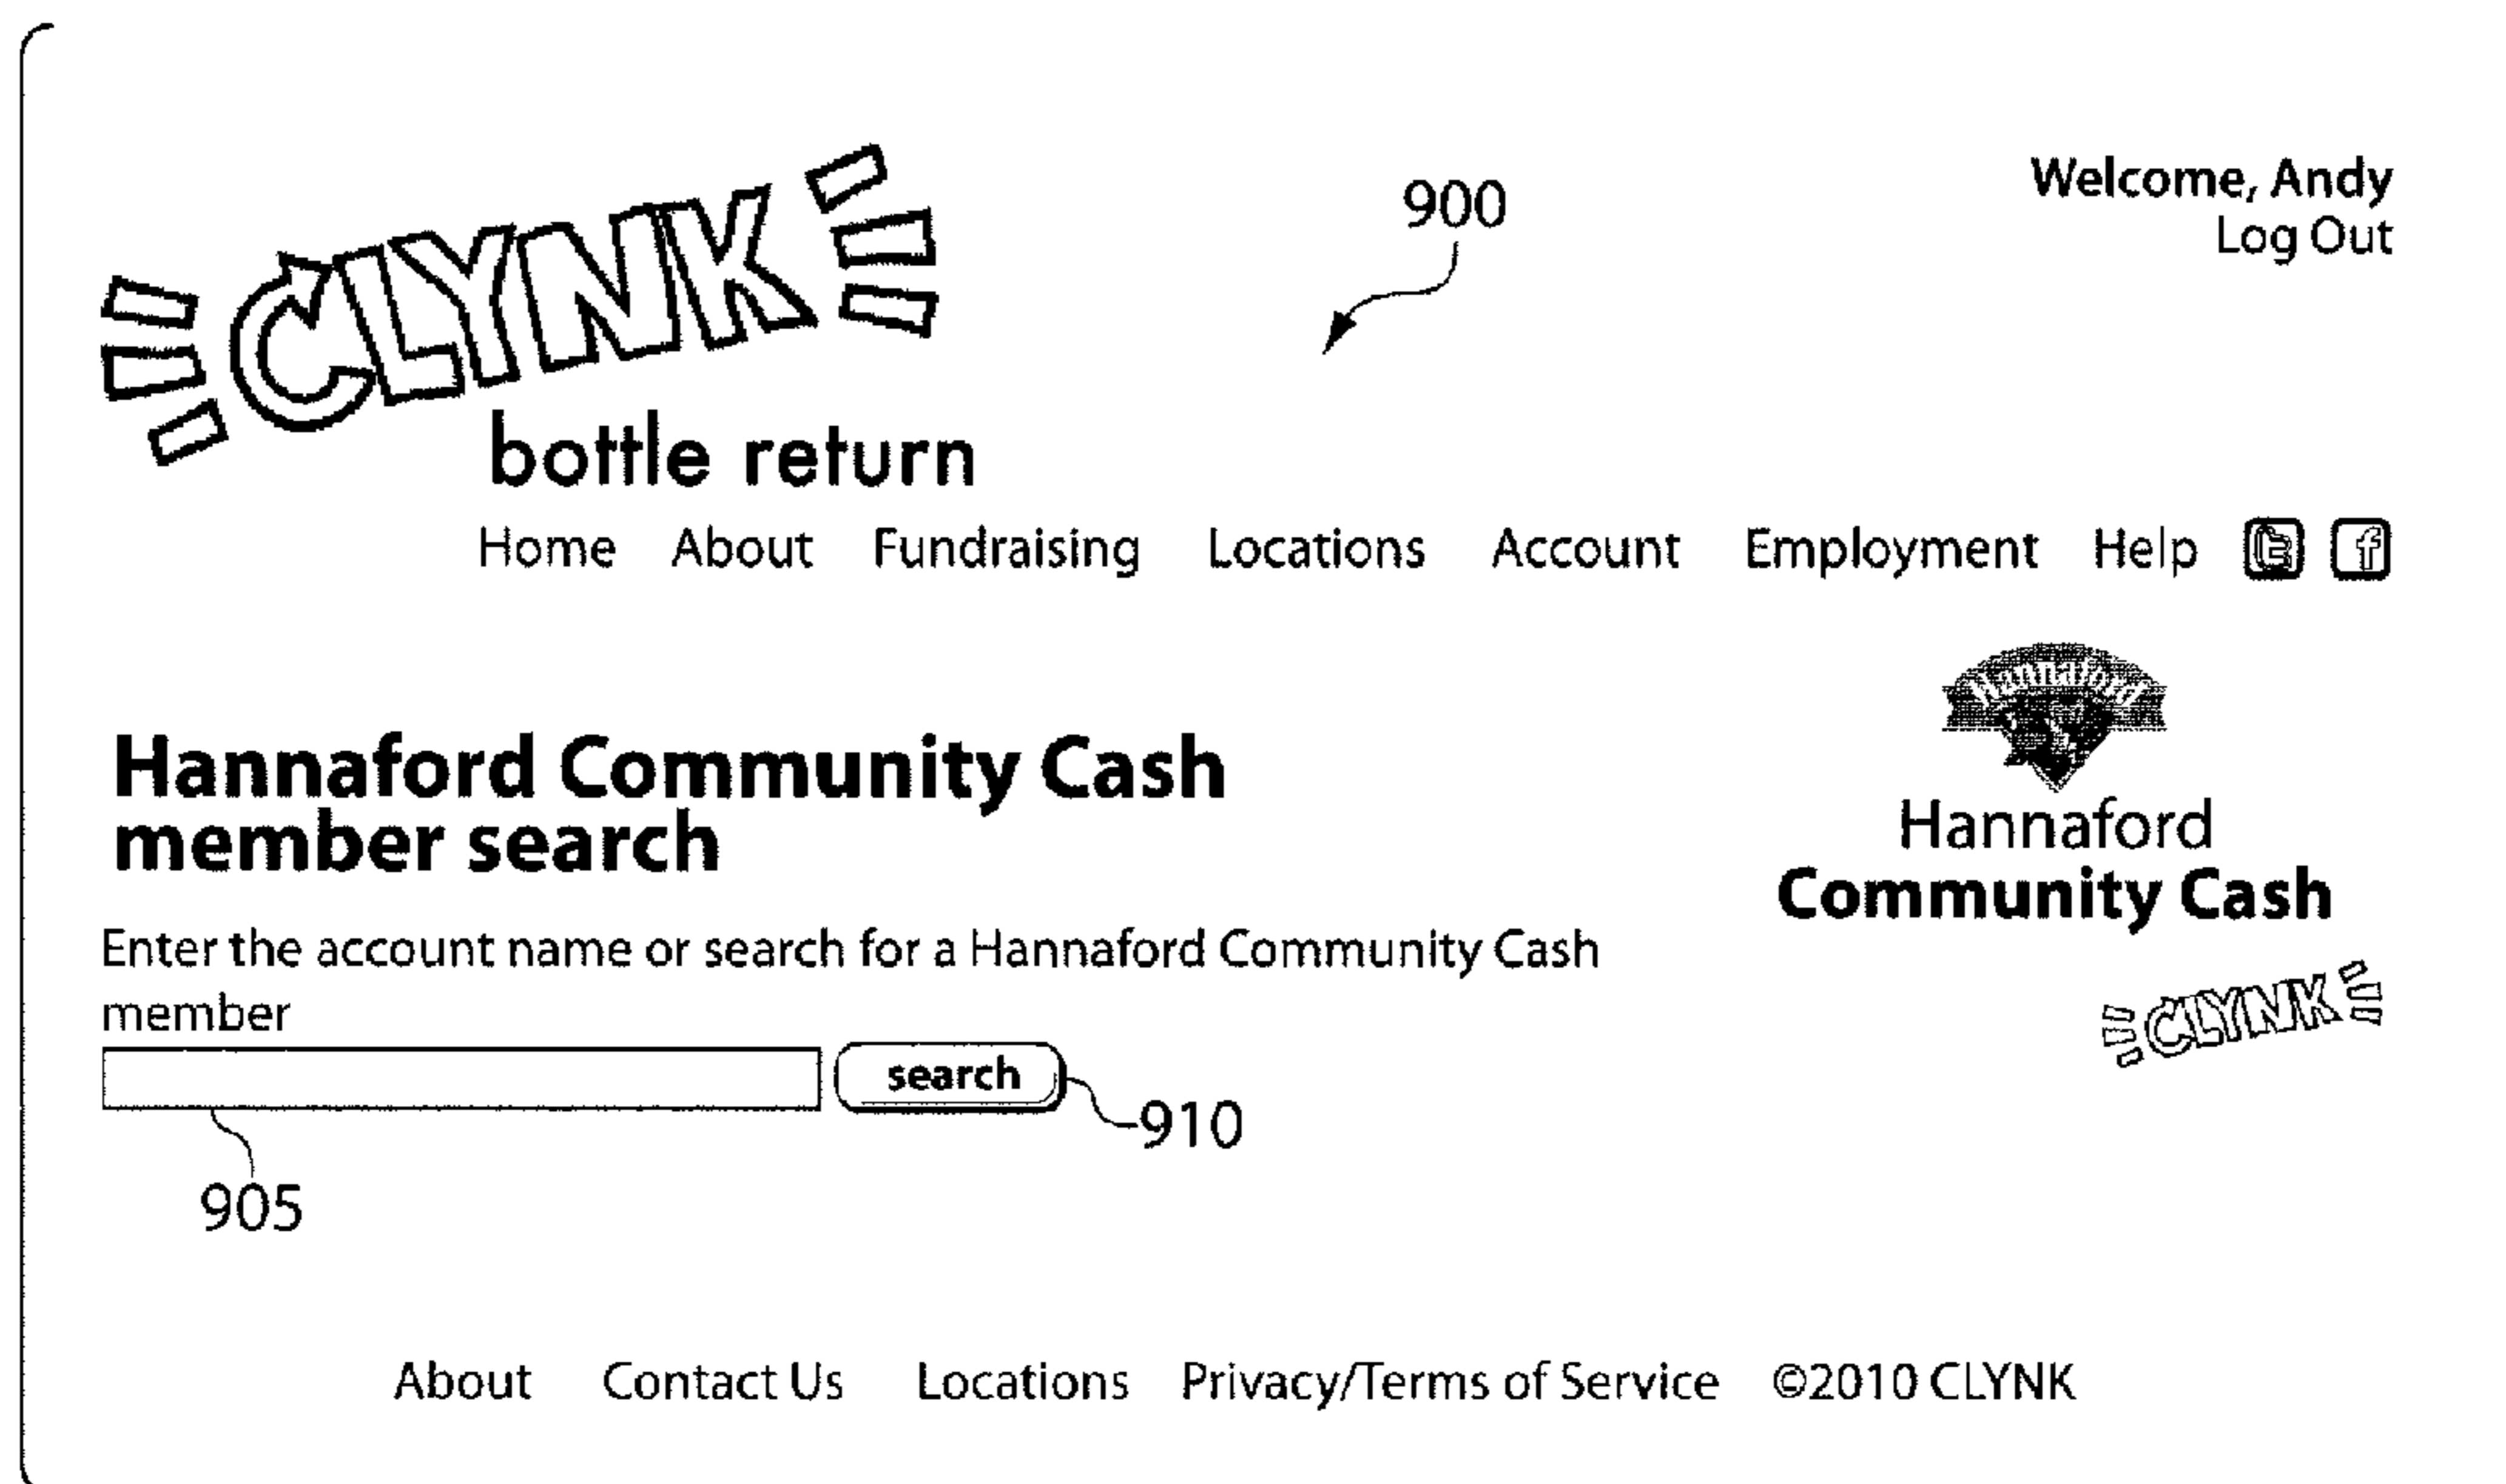 CLYNK
bottle return
900
Welcome, Andy
Log Out
Home About Fundraising Locations Account Employment Help t f
Hannaford Community Cash
member search
Enter the account name or search for a Hannaford Community Cash
member
search
910
905
Hannaford
Hannaford
Community Cash
CLYNK
About Contact Us Locations Privacy/Terms of Service ©2010 CLYNK